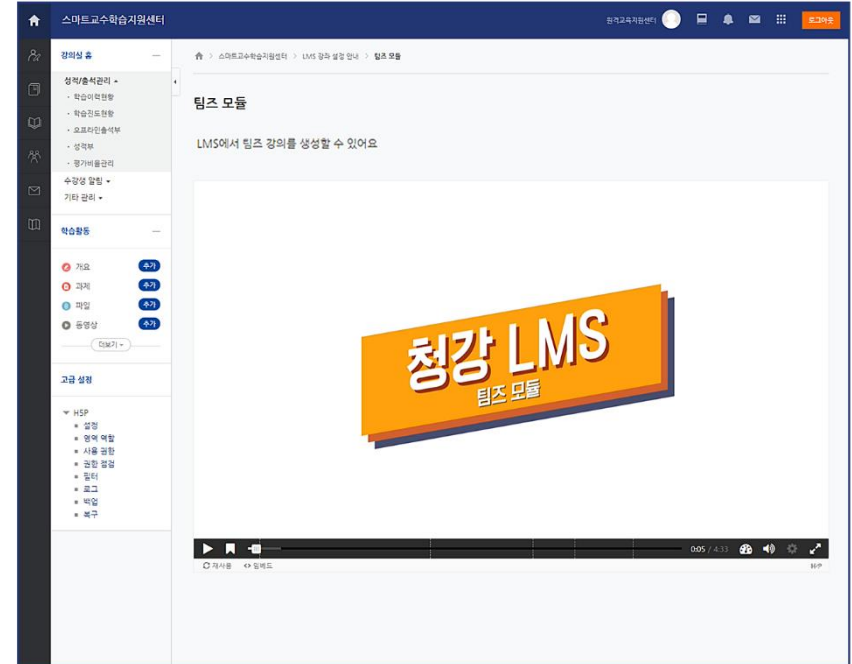 스마트교수학습지원센터
원격교육지원센터
로그아웃
강의실 홈
성적/출석관리
학습이력현황
학습진도현황
오프라인출석부
성적부
평가비율관리
수강생 알림
기타 관리
학습활동
개요 추가
과제 추가
파일 추가
동영상 추가
더보기
고급 설정
H5P
설정
영역 역할
사용 권한
권한 점검
필터
로그
백업
복구
스마트교수학습지원센터 > LMS 강좌 설정 안내 > 팀즈 모듈
팀즈 모듈
LMS에서 팀즈 강의를 생성할 수 있어요
청강 LMS
팀즈 모듈
0:05 / 4:33
재사용 <> 임베드
H5P